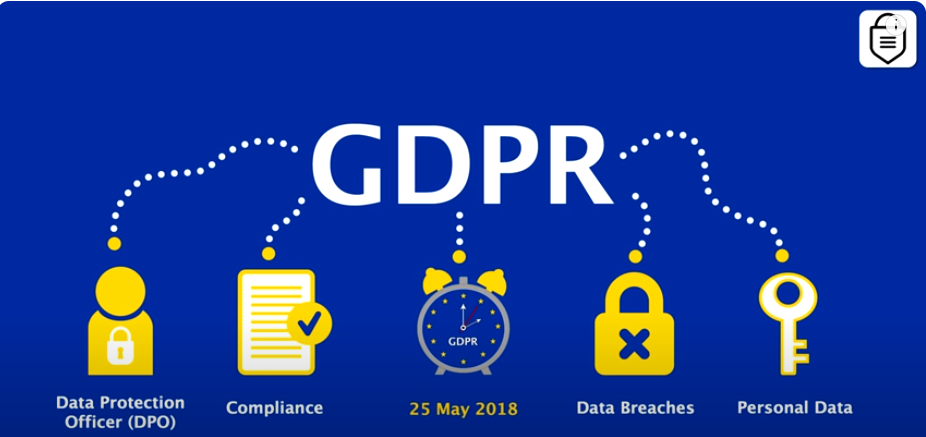 GDPR
GDPR
Data Protection
Officer (DPO)
Compliance
25 May 2018
Data Breaches
Personal Data